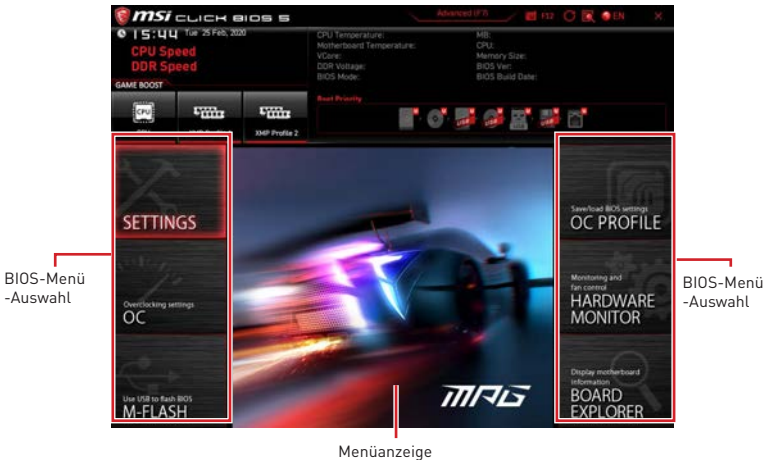 msi CLICK BIOS 5
Advanced (F7)
F12
EN
X
15:44 Tue 25 Feb, 2020
CPU Speed
DDR Speed
CPU Temperature:
Motherboard Temperature:
VCore:
DDR Voltage:
BIOS Mode:
MB:
CPU:
Memory Size:
BIOS Ver:
BIOS Build Date:
GAME BOOST
CPU
XMP Profile 2
Boot Priority
USB
USB
USB
SETTINGS
Overclocking settings
OC
Use USB to flash BIOS
M-FLASH
Save/load BIOS settings
OC PROFILE
Monitoring and
fan control
HARDWARE
MONITOR
Display motherboard
information
BOARD
EXPLORER
MPG
BIOS-Menü
-Auswahl
BIOS-Menü
-Auswahl
Menüanzeige